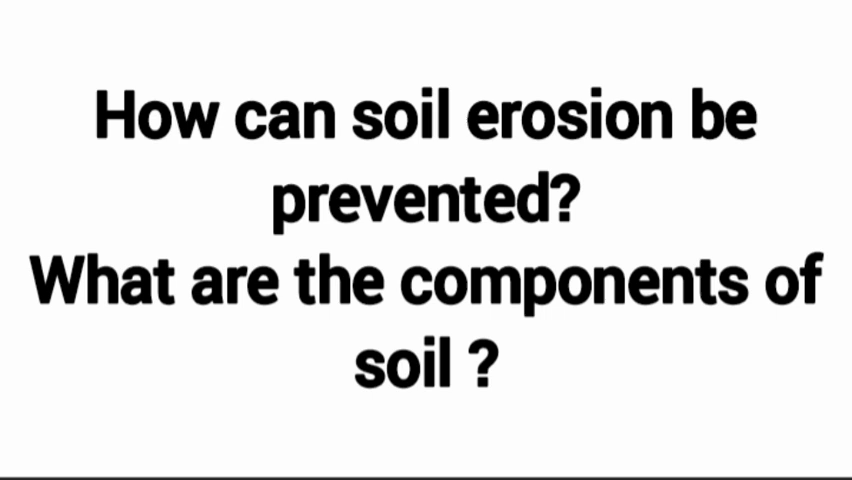 How can soil erosion be
prevented?
What are the components of
soil ?